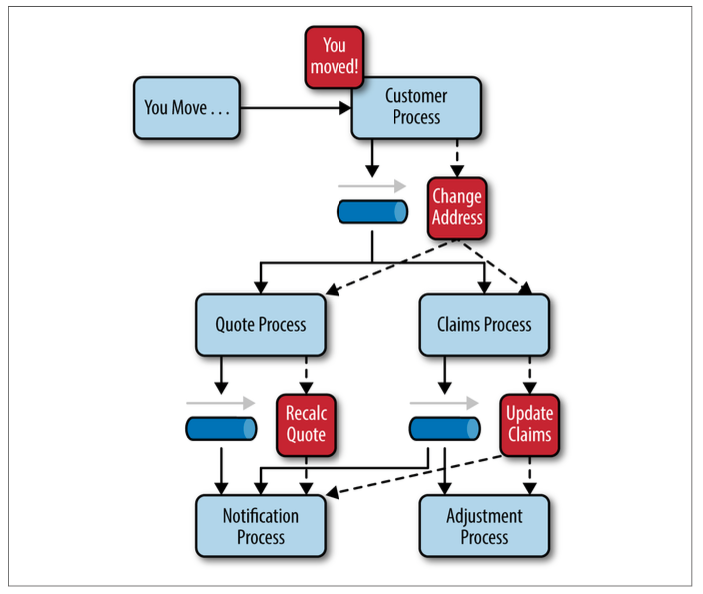 You
moved!
You Move . . .
Customer
Process
Change
Address
Quote Process
Claims Process
Recalc
Quote
Update
Claims
Notification
Process
Adjustment
Process